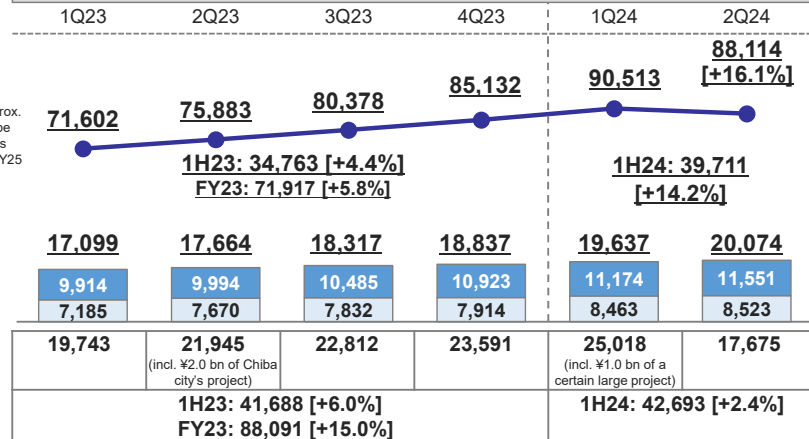 1Q23 2Q23 3Q23 4Q23 1Q24 2Q24
88,114
[+16.1%]
90,513
85,132
80,378
75,883
71,602
1H23: 34,763 [+4.4%]
FY23: 71,917 [+5.8%]
1H24: 39,711
[+14.2%]
17,099 17,664 18,317 18,837 19,637 20,074
9,914 9,994 10,485 10,923 11,174 11,551
7,185 7,670 7,832 7,914 8,463 8,523
19,743 21,945 22,812 23,591 25,018 17,675
(incl. ¥2.0 bn of Chiba
city's project)
(incl. ¥1.0 bn of a
certain large project)
1H23: 41,688 [+6.0%]
FY23: 88,091 [+15.0%]
1H24: 42,693 [+2.4%]